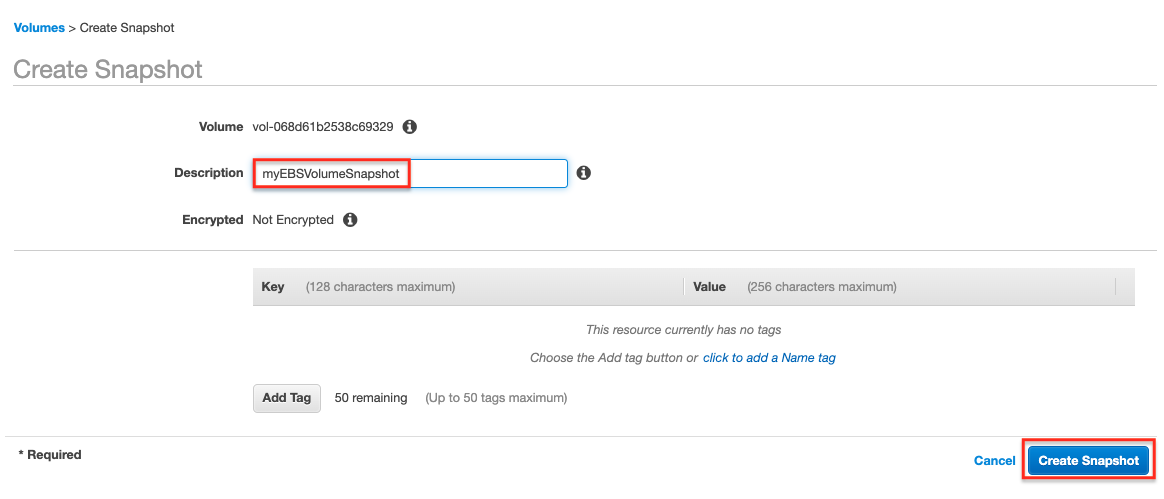 Volumes > Create Snapshot
Create Snapshot
Volume vol-068d61b2538c69329
Description myEBSVolumeSnapshot
Encrypted Not Encrypted
Key (128 characters maximum) Value (256 characters maximum)
This resource currently has no tags
Choose the Add tag button or click to add a Name tag
Add Tag 50 remaining (Up to 50 tags maximum)
* Required
Cancel Create Snapshot